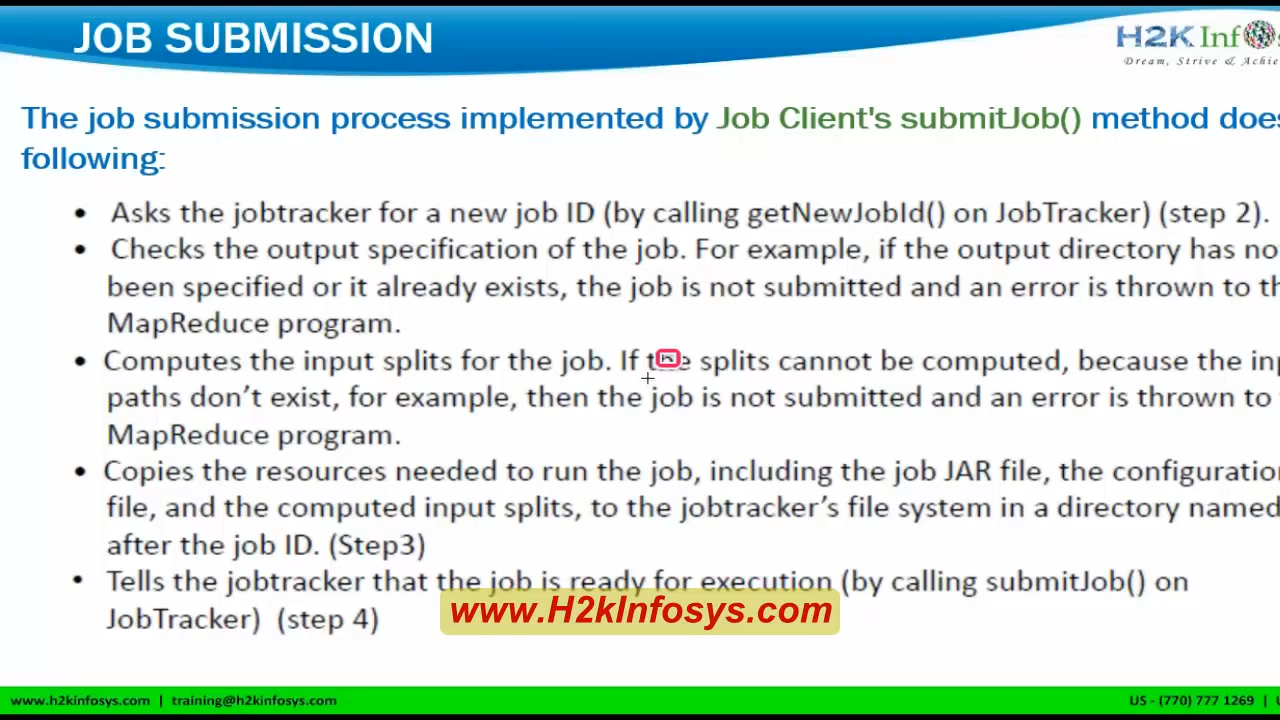 JOB SUBMISSION
H2K Inf
Dream, Strive & Achie
The job submission process implemented by Job Client's submitJob() method does
following:
• Asks the jobtracker for a new job ID (by calling getNewJobId() on JobTracker) (step 2).
• Checks the output specification of the job. For example, if the output directory has no
been specified or it already exists, the job is not submitted and an error is thrown to th
MapReduce program.
• Computes the input splits for the job. If the splits cannot be computed, because the inp
paths don't exist, for example, then the job is not submitted and an error is thrown to
MapReduce program.
• Copies the resources needed to run the job, including the job JAR file, the configuration
file, and the computed input splits, to the jobtracker's file system in a directory named
after the job ID. (Step3)
• Tells the jobtracker that the job is ready for execution (by calling submitJob() on
JobTracker) (step 4)
www.H2kInfosys.com
www.h2kinfosys.com | training@h2kinfosys.com
US - (770) 777 1269 |